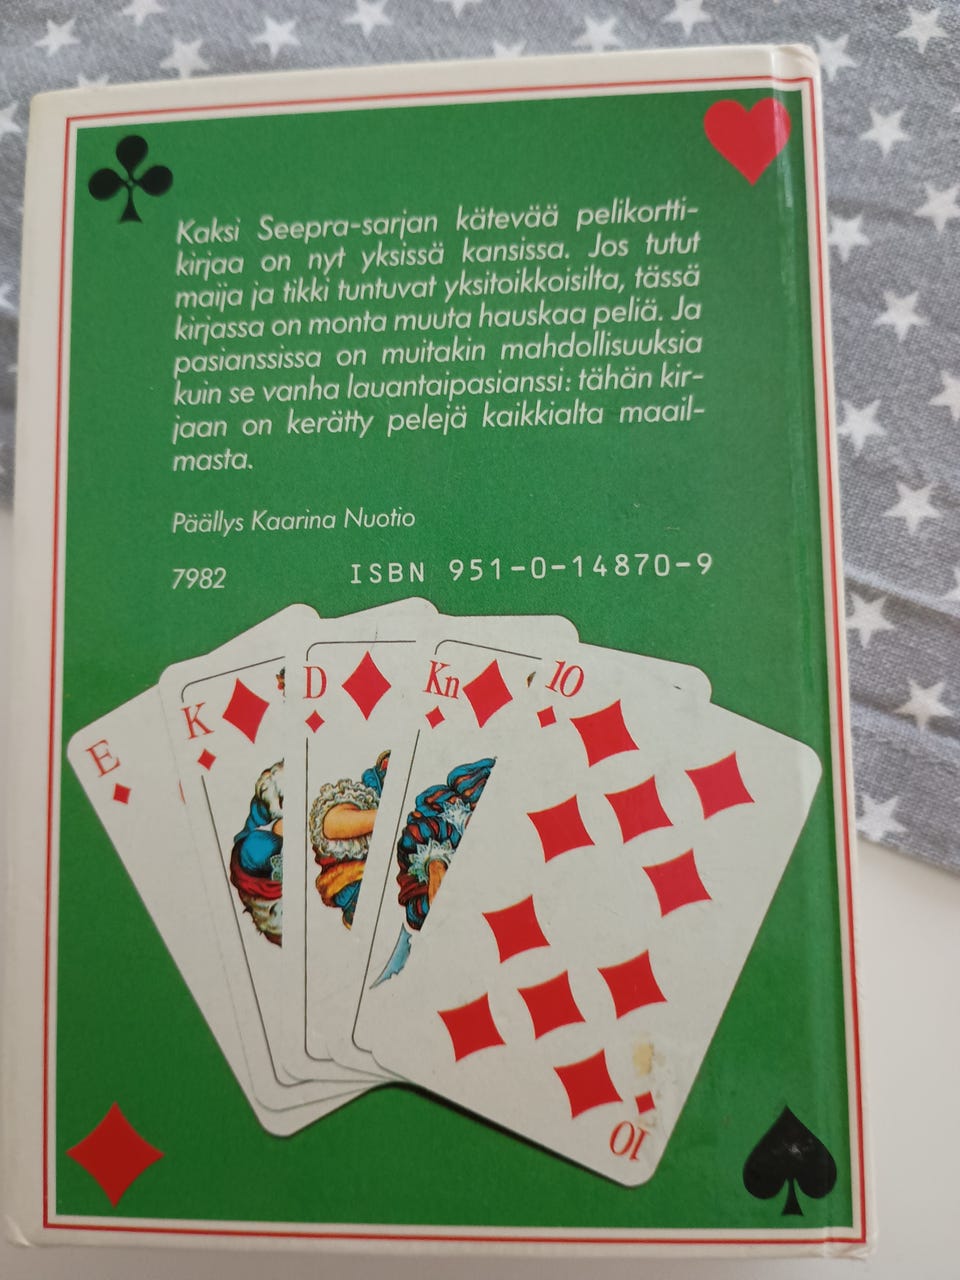 Kaksi Seepra-sarjan kätevää pelikortti-
kirjaa on nyt yksissä kansissa. Jos tutut
maija ja tikki tuntuvat yksitoikkoisilta, tässä
kirjassa on monta muuta hauskaa peliä. Ja
pasianssissa on muitakin mahdollisuuksia
kuin se vanha lauantaipasianssi: tähän kir-
jaan on kerätty pelejä kaikkialta maail-
masta.
Päällys Kaarina Nuotio
7982 ISBN 951-0-14870-9
E
K
D
Kn
10
10